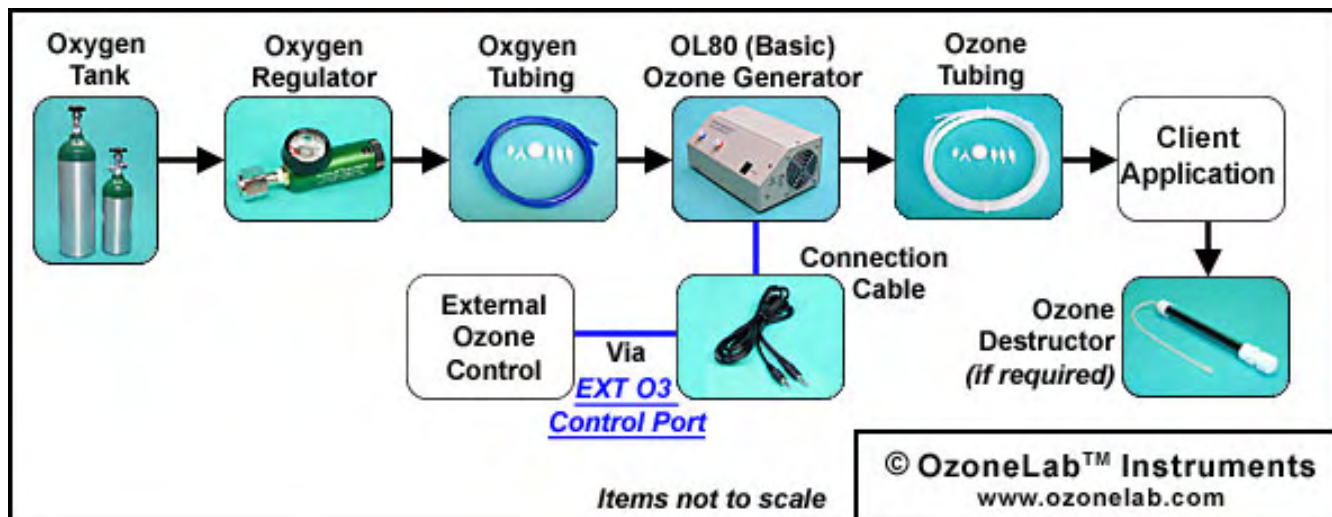 Oxygen
Tank
Oxygen
Regulator
Oxgyen
Tubing
OL80 (Basic)
Ozone Generator
Ozone
Tubing
Client
Application
External
Ozone
Control
Via
EXT O3
Control Port
Connection
Cable
Ozone
Destructor
(if required)
Items not to scale
© OzoneLab™ Instruments
www.ozonelab.com